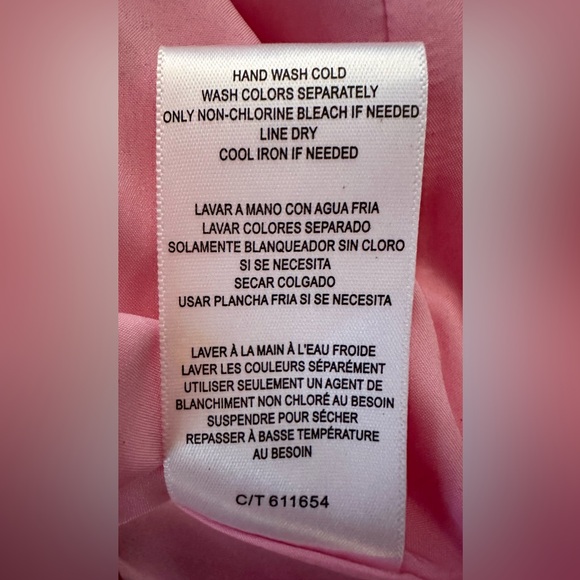 HAND WASH COLD
WASH COLORS SEPARATELY
ONLY NON-CHLORINE BLEACH IF NEEDED
LINE DRY
COOL IRON IF NEEDED
LAVAR A MANO CON AGUA FRIA
LAVAR COLORES SEPARADO
SOLAMENTE BLANQUEADOR SIN CLORO
SI SE NECESITA
SECAR COLGADO
USAR PLANCHA FRIA SI SE NECESITA
LAVER À LA MAIN À L'EAU FROIDE
LAVER LES COULEURS SÉPARÉMENT
UTILISER SEULEMENT UN AGENT DE
BLANCHIMENT NON CHLORÉ AU BESOIN
SUSPENDRE POUR SÉCHER
REPASSER À BASSE TEMPÉRATURE
AU BESOIN
C/T 611654